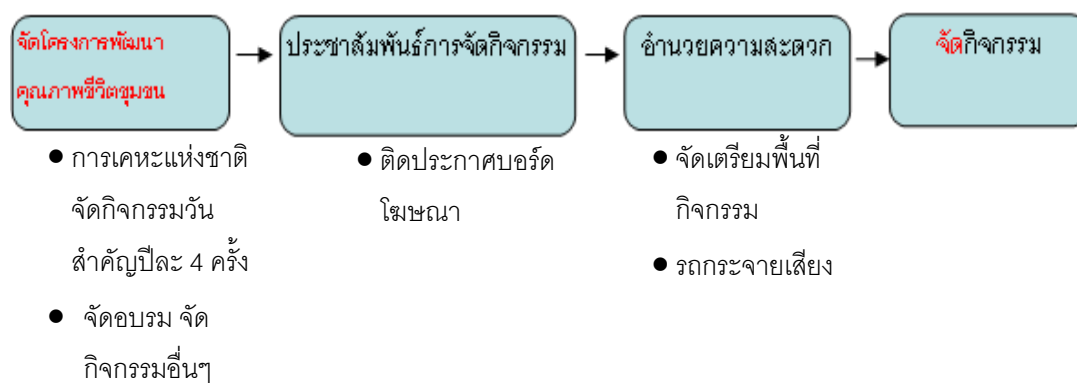 จัดโครงการพัฒนา
คุณภาพชีวิตชุมชน
ประชาสัมพันธ์การจัดกิจกรรม
อำนวยความสะดวก
จัดกิจกรรม
● การเคหะแห่งชาติ
จัดกิจกรรมวัน
สำคัญปีละ 4 ครั้ง
● จัดอบรม จัด
กิจกรรมอื่นๆ
● ติดประกาศบอร์ด
โฆษณา
● จัดเตรียมพื้นที่
กิจกรรม
● รถกระจายเสียง